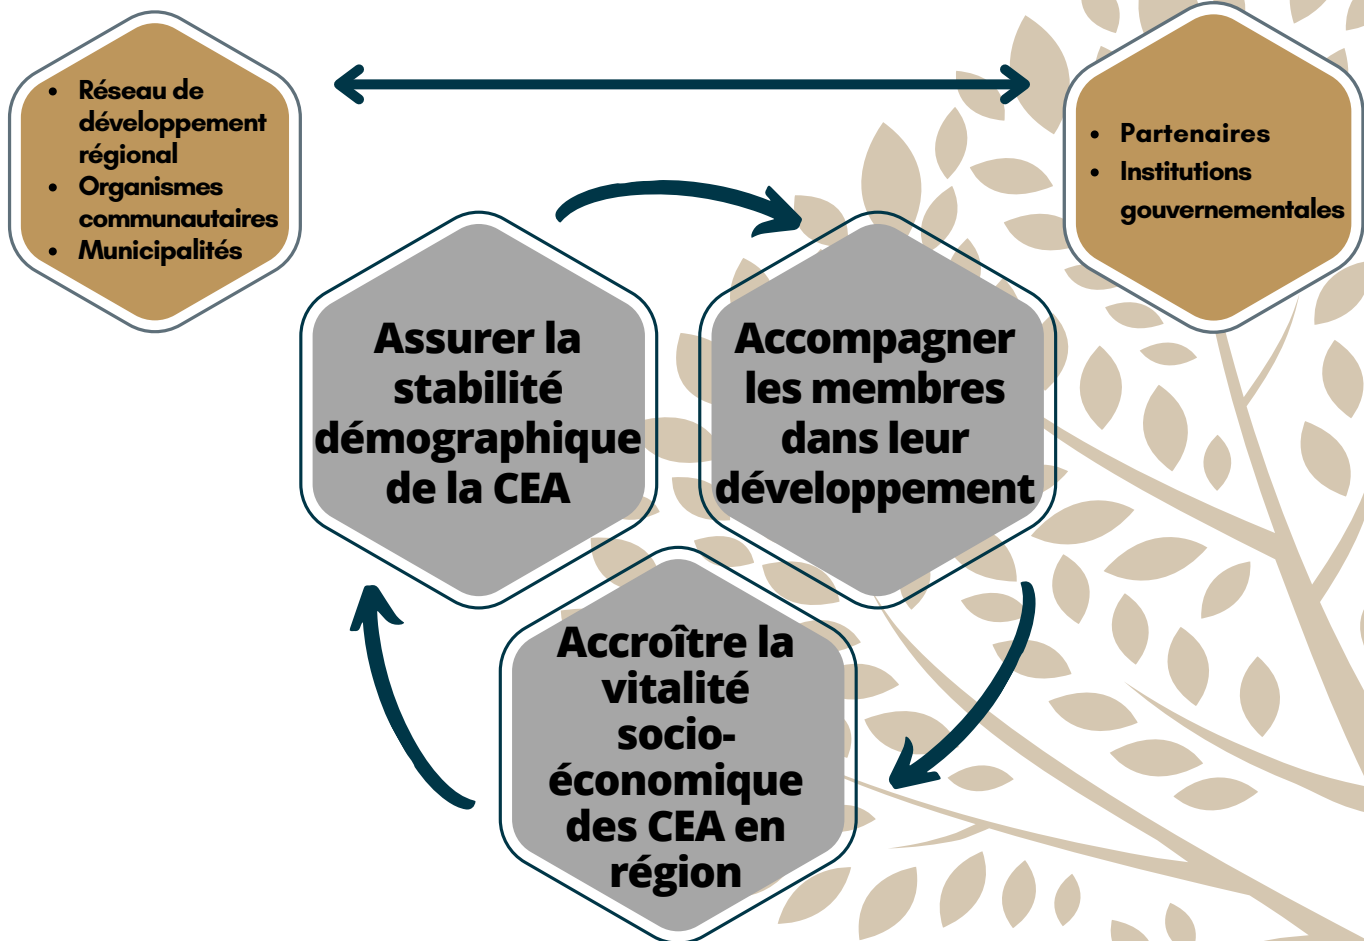 • Réseau de
développement
régional
• Organismes
communautaires
• Municipalités
• Partenaires
• Institutions
gouvernementales
Assurer la
stabilité
démographique
de la CEA
Accompagner
les membres
dans leur
développement
Accroître la
vitalité
socio-
économique
des CEA en
région